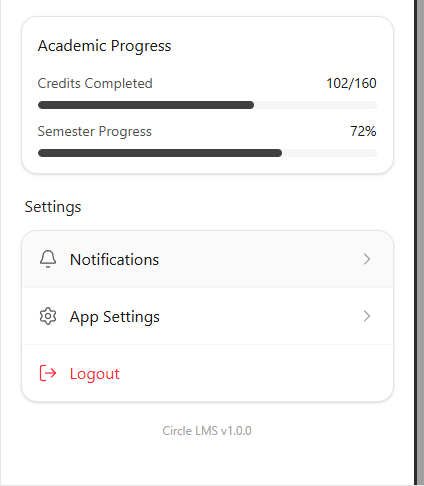 Academic Progress
Credits Completed 102/160
Semester Progress 72%
Settings
Notifications
App Settings
Logout
Circle LMS v1.0.0